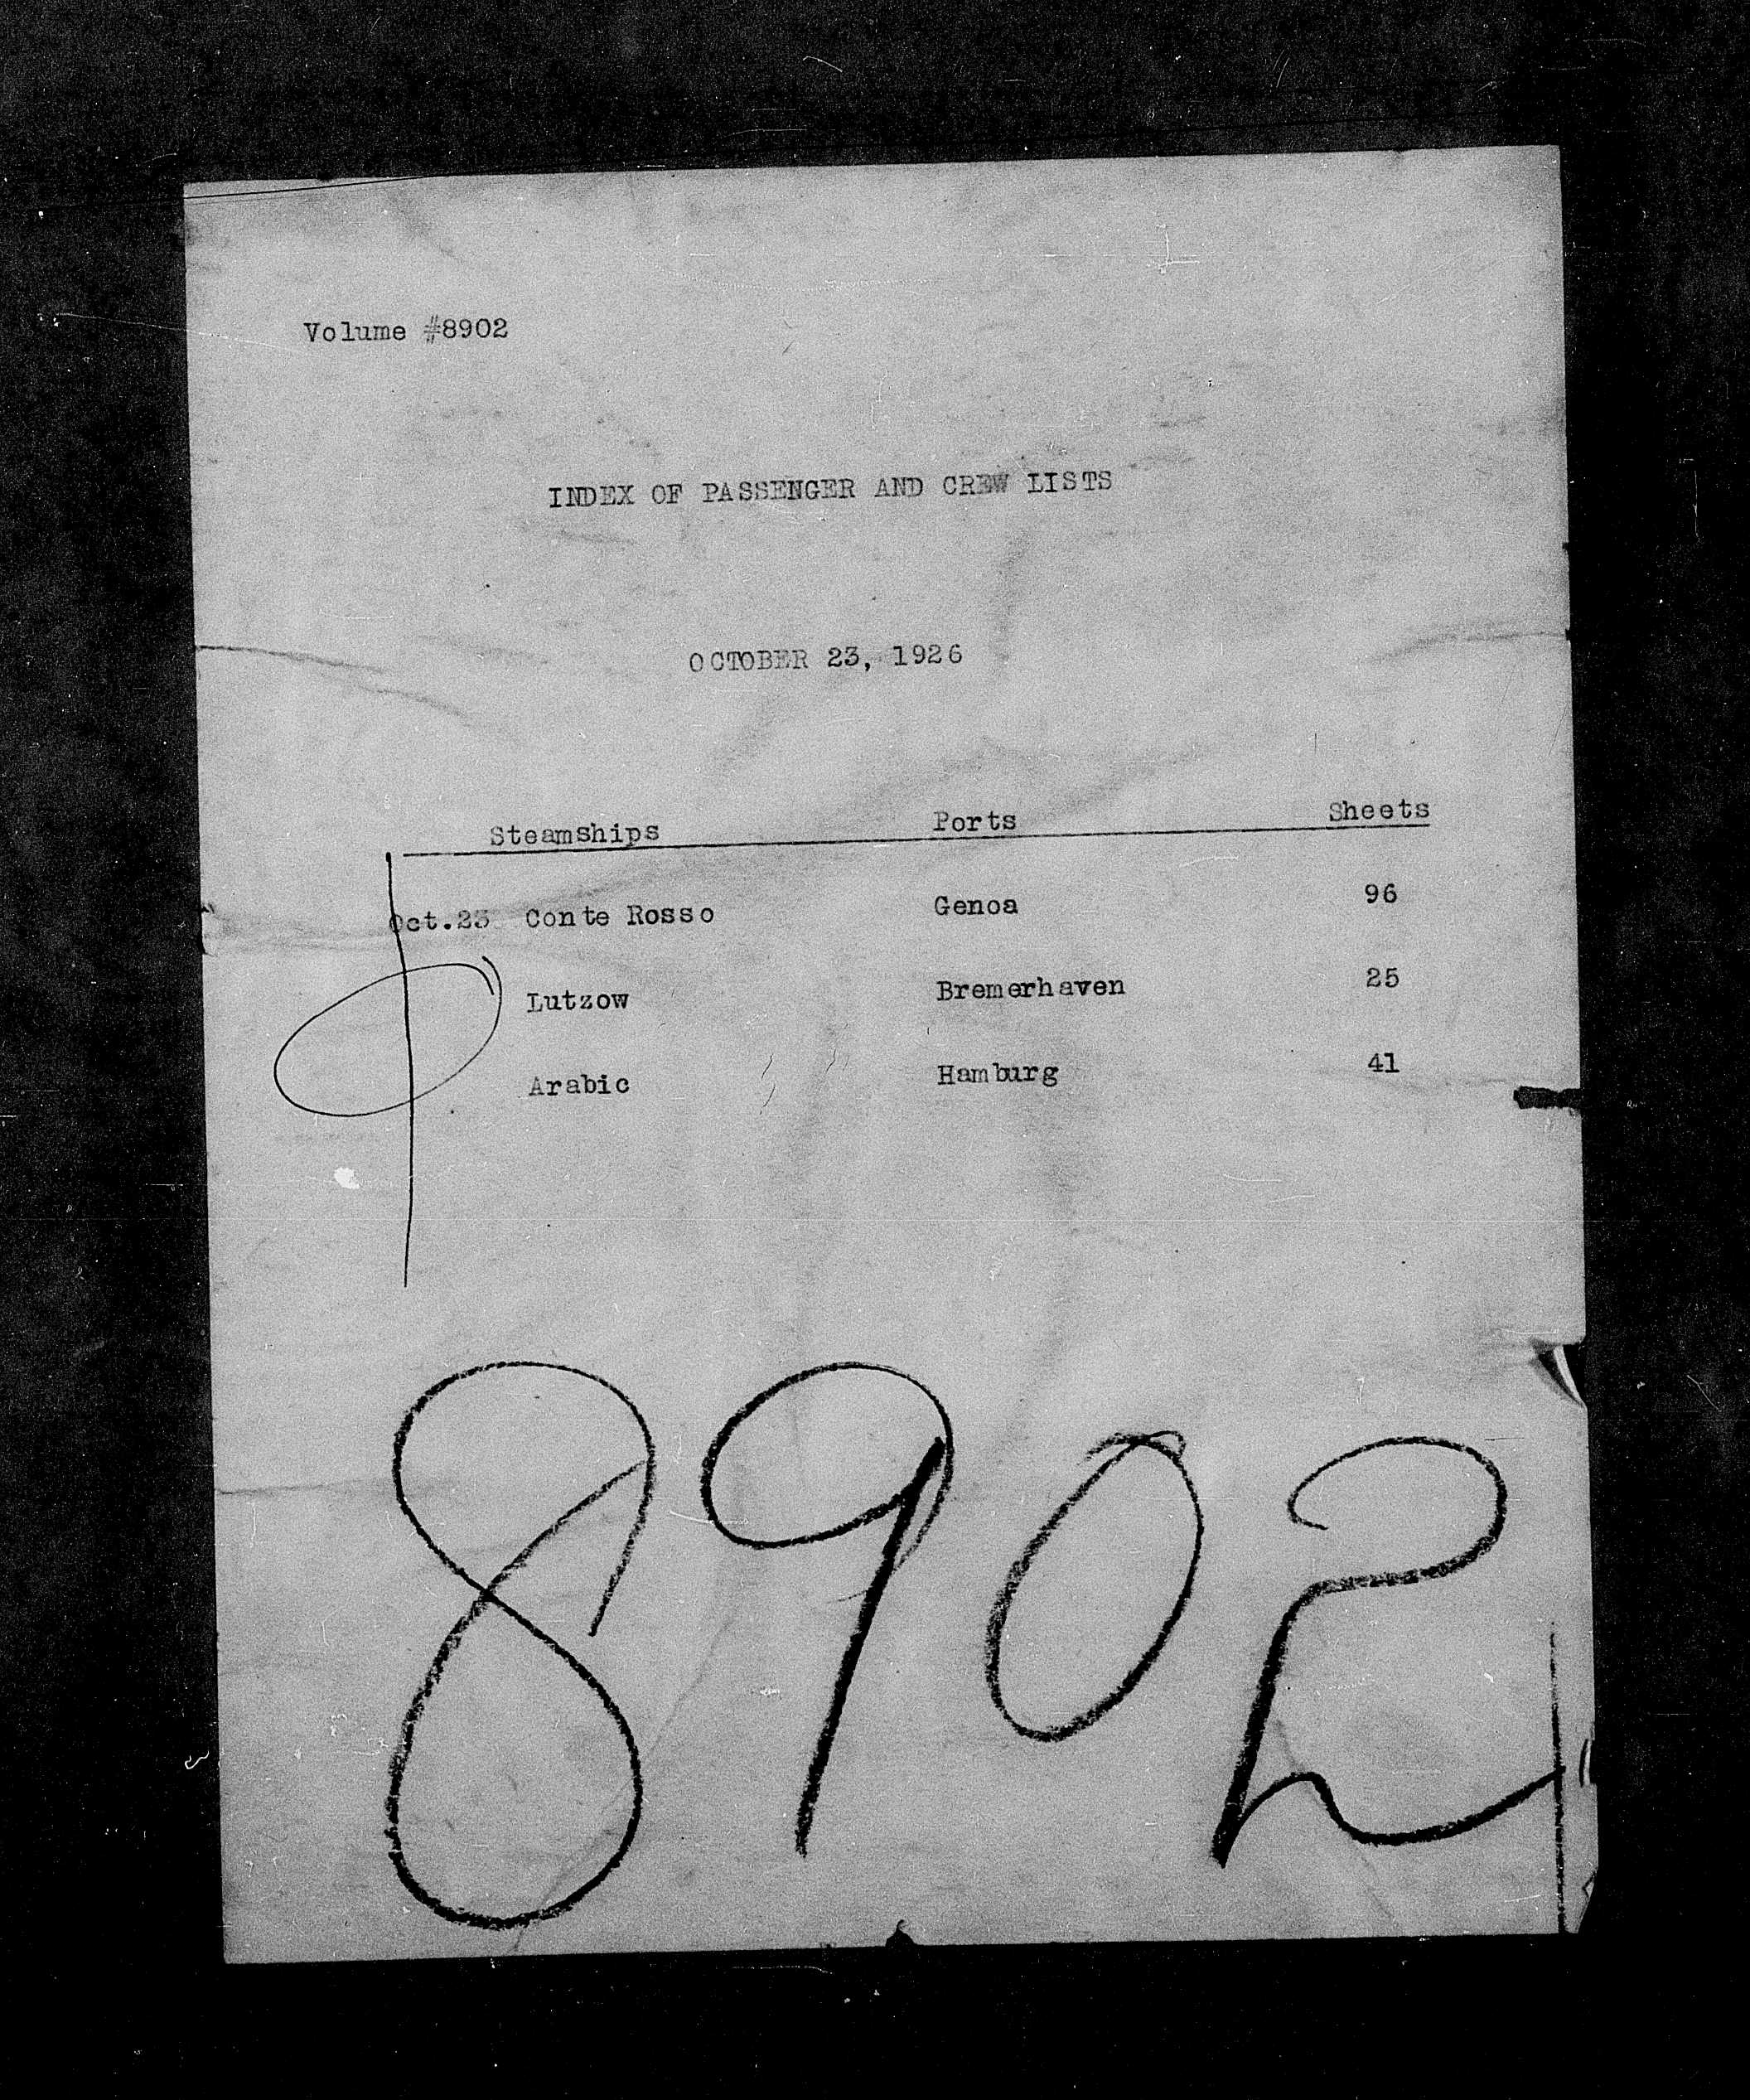 Volume #8902
INDEX OF PASSENGER AND CREW LISTS
OCTOBER 23, 1926
Steamships Ports Sheets
Oct.23 Conte Rosso Genoa 96
Lutzow Bremerhaven 25
Arabic Hamburg 41
8902